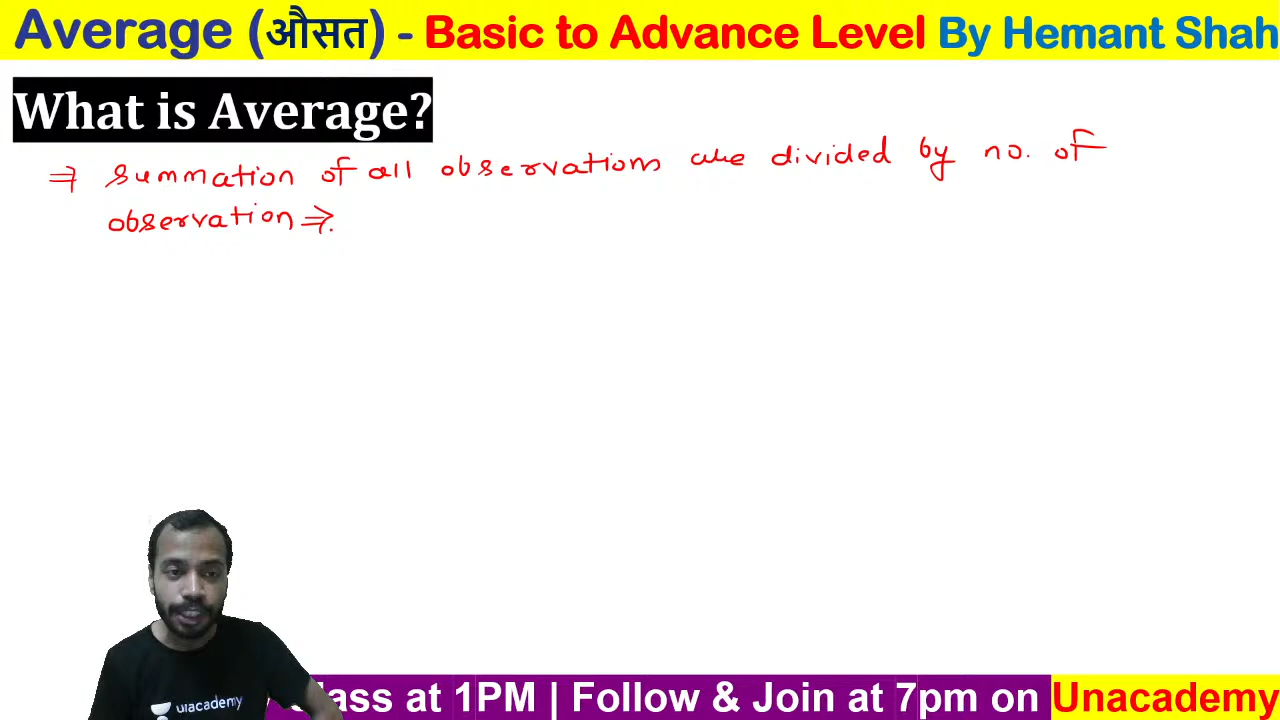 Average (औसत) - Basic to Advance Level By Hemant Shah
What is Average?
⇒ Summation of all observations are divided by no. of
observation ⇒
unacademy
lass at 1PM | Follow & Join at 7pm on Unacademy